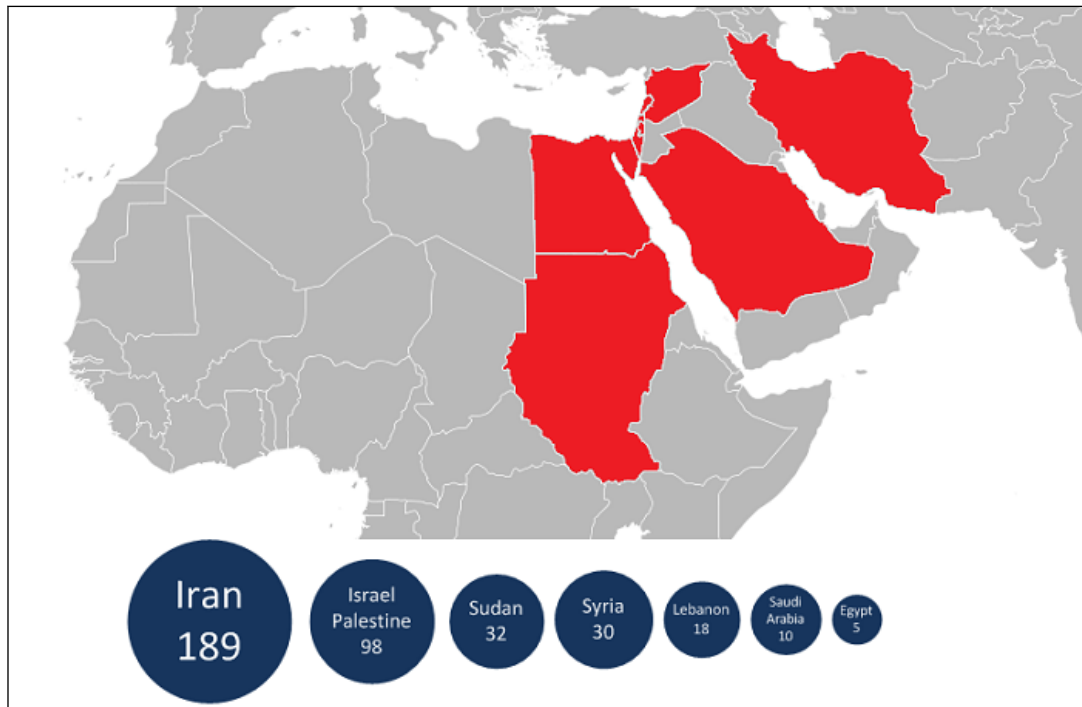 Iran
189
Israel
Palestine
98
Sudan
32
Syria
30
Lebanon
18
Saudi
Arabia
10
Egypt
5